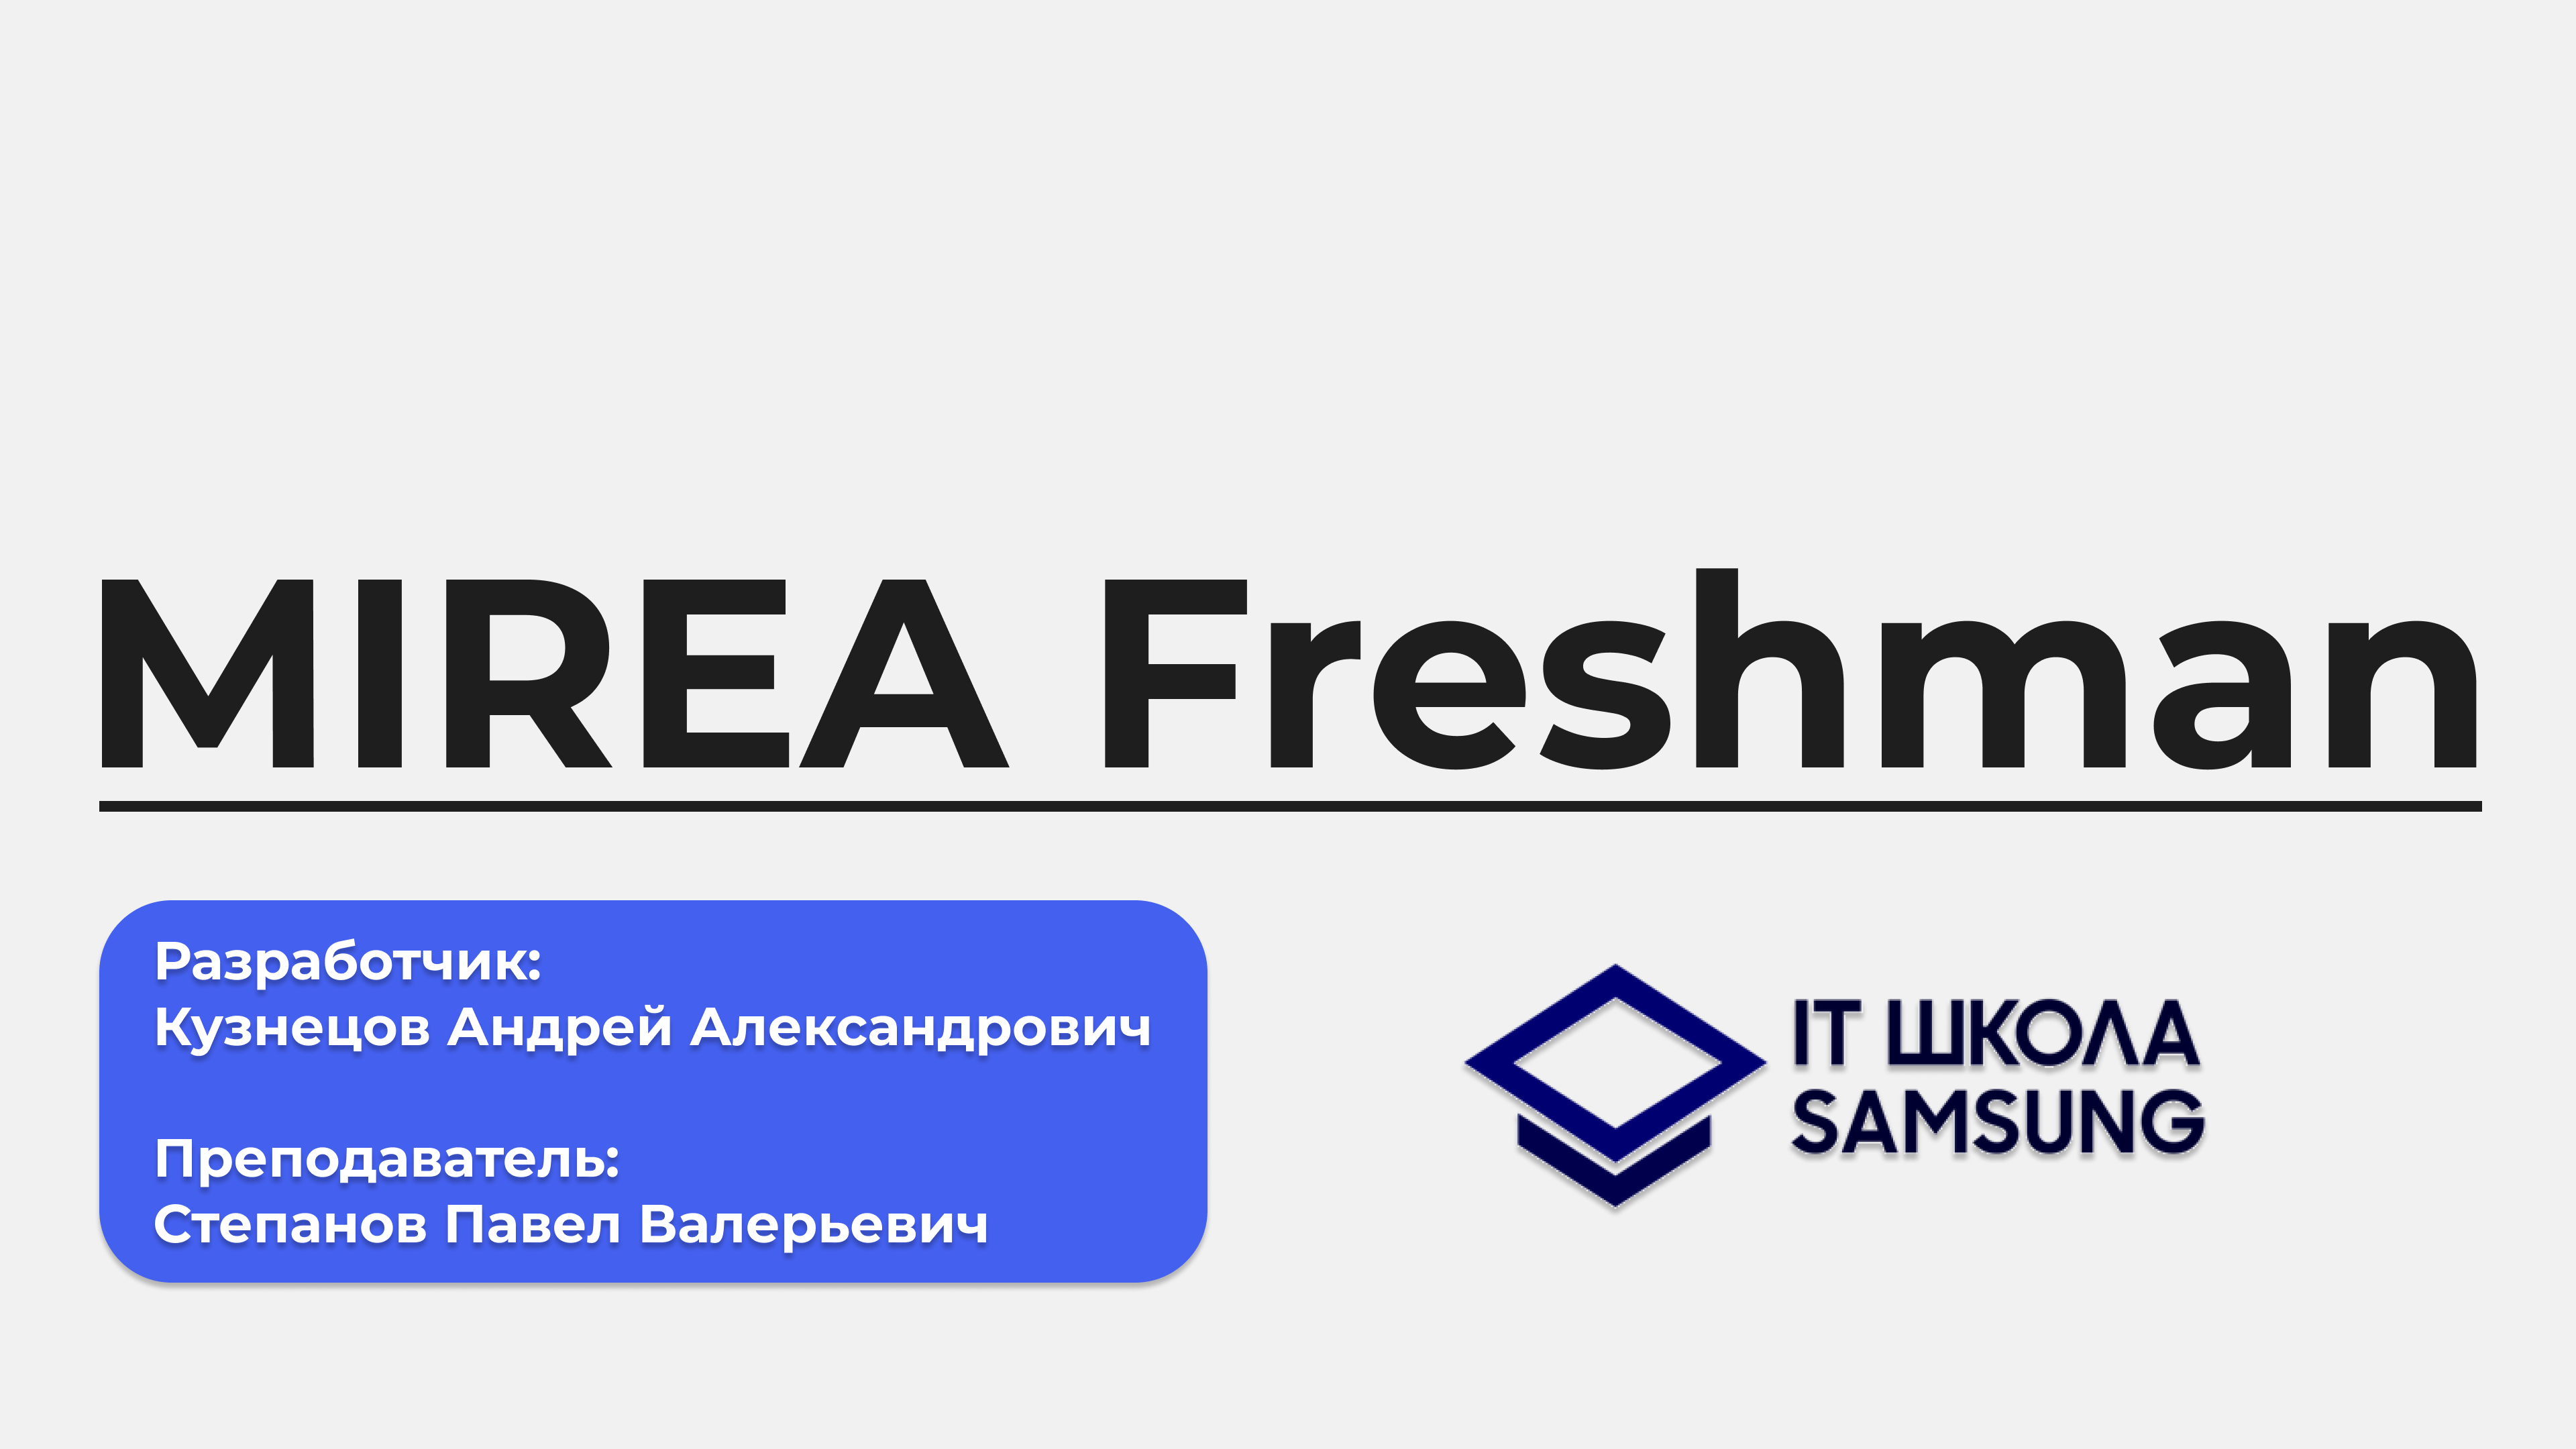 MIREA Freshman
Разработчик:
Кузнецов Андрей Александрович
Преподаватель:
Степанов Павел Валерьевич
IT ШКОЛА
SAMSUNG